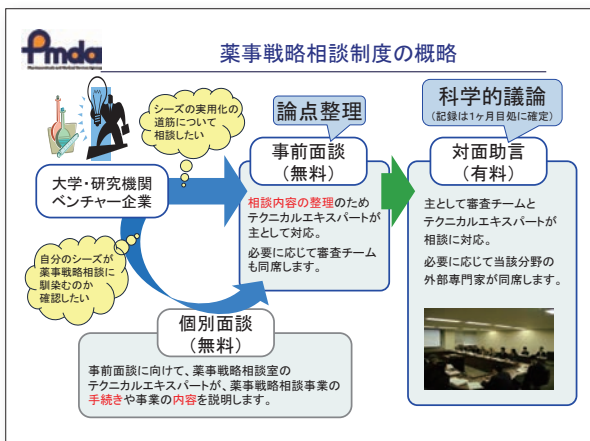 Pmda
薬事戦略相談制度の概略
シーズの実用化の
道筋について
相談したい
論点整理
科学的議論
(記録は1ヶ月目処に確定)
大学・研究機関
ベンチャー企業
事前面談
(無料)
相談内容の整理のため
テクニカルエキスパートが
主として対応。
必要に応じて審査チーム
も同席します。
対面助言
(有料)
主として審査チームと
テクニカルエキスパートが
相談に対応。
必要に応じて当該分野の
外部専門家が同席します。
自分のシーズが
薬事戦略相談に
馴染むのか
確認したい
個別面談
(無料)
事前面談に向けて、薬事戦略相談室の
テクニカルエキスパートが、薬事戦略相談事業の
手続きや事業の内容を説明します。